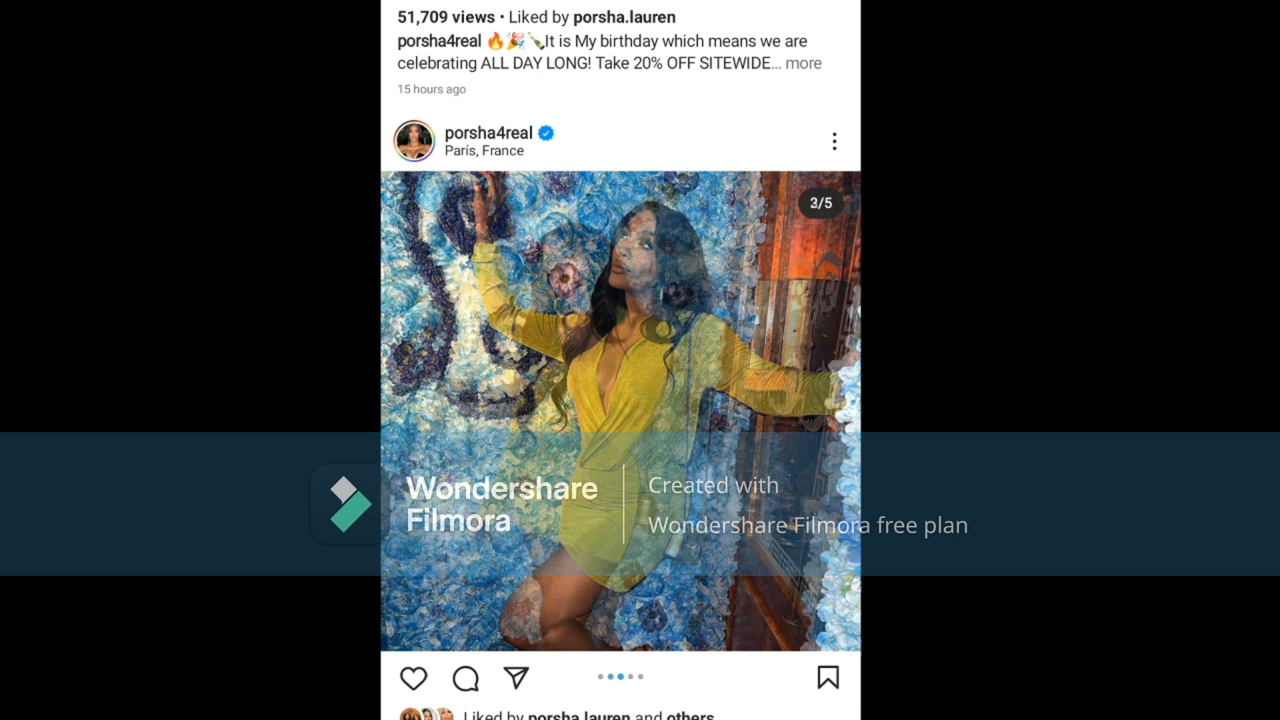 51,709 views • Liked by porsha.lauren
porsha4real 🔥🎉🍾It is My birthday which means we are
celebrating ALL DAY LONG! Take 20% OFF SITEWIDE... more
15 hours ago
porsha4real
París, France
3/5
Wondershare
Filmora
Created with
Wondershare Filmora free plan
Liked by porsha.lauren and others